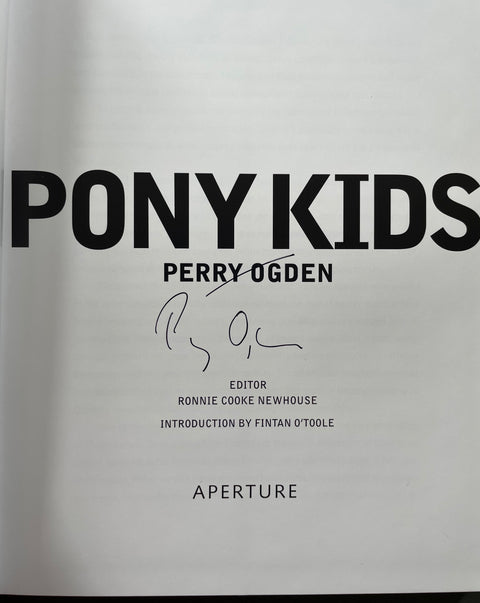 PONY KIDS
PERRY OGDEN
EDITOR
RONNIE COOKE NEWHOUSE
INTRODUCTION BY FINTAN O'TOOLE
APERTURE